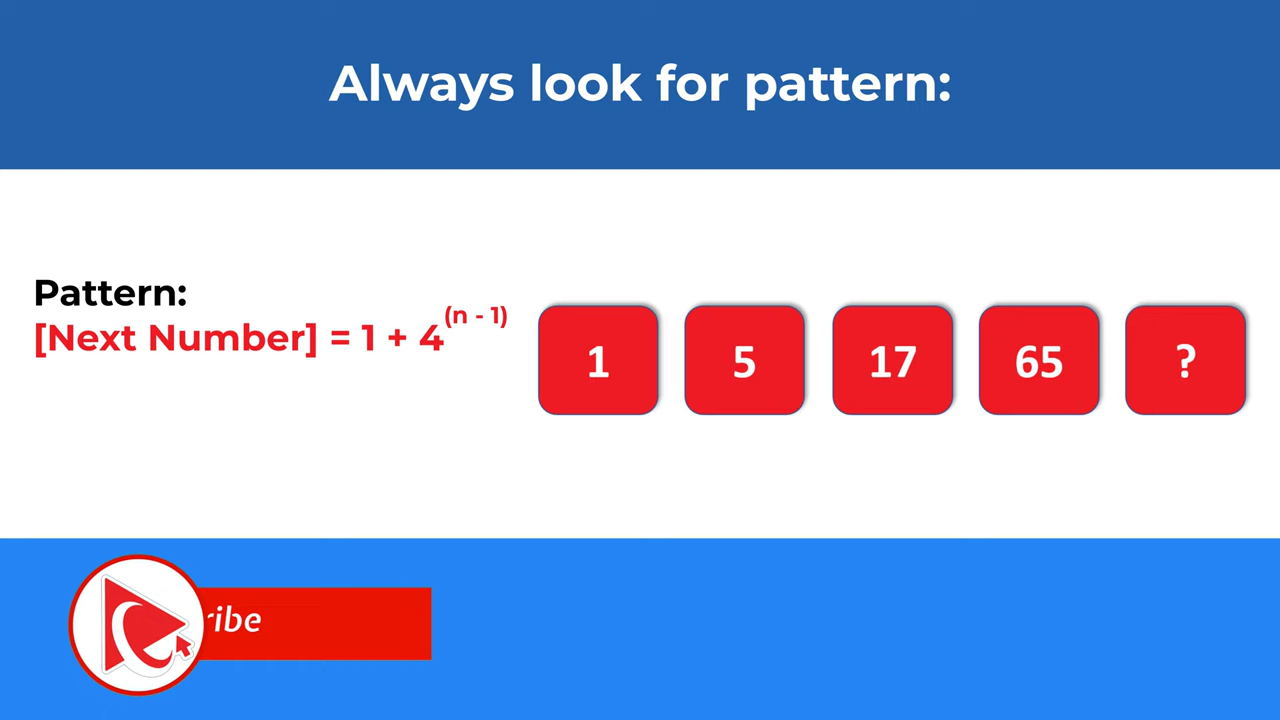 Always look for pattern:
Pattern:
[Next Number] = 1 + 4^(n - 1)
1 5 17 65 ?
ribe